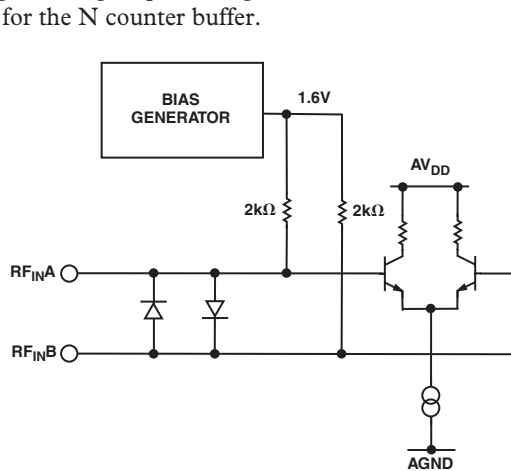 for the N counter buffer.
BIAS
GENERATOR
1.6V
AVDD
2kΩ
2kΩ
RFINA
RFINB
AGND